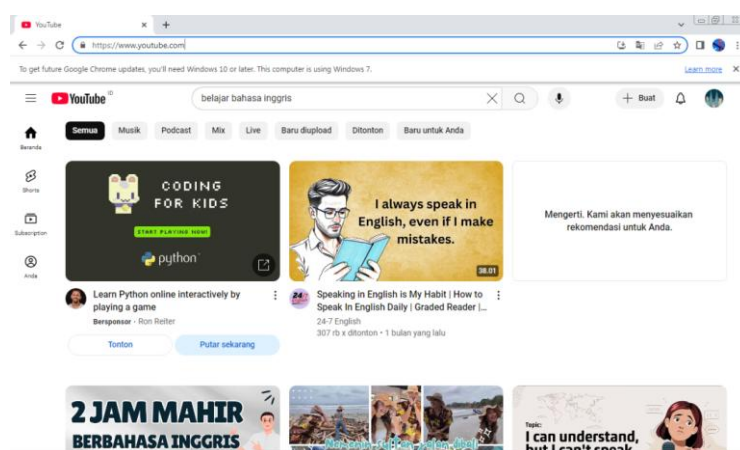 YouTube
https://www.youtube.com
To get future Google Chrome updates, you'll need Windows 10 or later. This computer is using Windows 7.
Learn more
YouTube ID
belajar bahasa inggris
Buat
Beranda
Shorts
Subscription
Anda
Semua
Musik
Podcast
Mix
Live
Baru diupload
Ditonton
Baru untuk Anda
CODING
FOR KIDS
START PLAYING NOW!
python
Learn Python online interactively by
playing a game
Bersponsor · Ron Reiter
Tonton
Putar sekarang
I always speak in
English, even if I make
mistakes.
38.01
24-7
Speaking in English is My Habit | How to
Speak In English Daily | Graded Reader |...
24-7 English
307 rb x ditonton • 1 bulan yang lalu
Mengerti. Kami akan menyesuaikan
rekomendasi untuk Anda.
2 JAM MAHIR
BERBAHASA INGGRIS
Topic:
I can understand,
but I can't speak